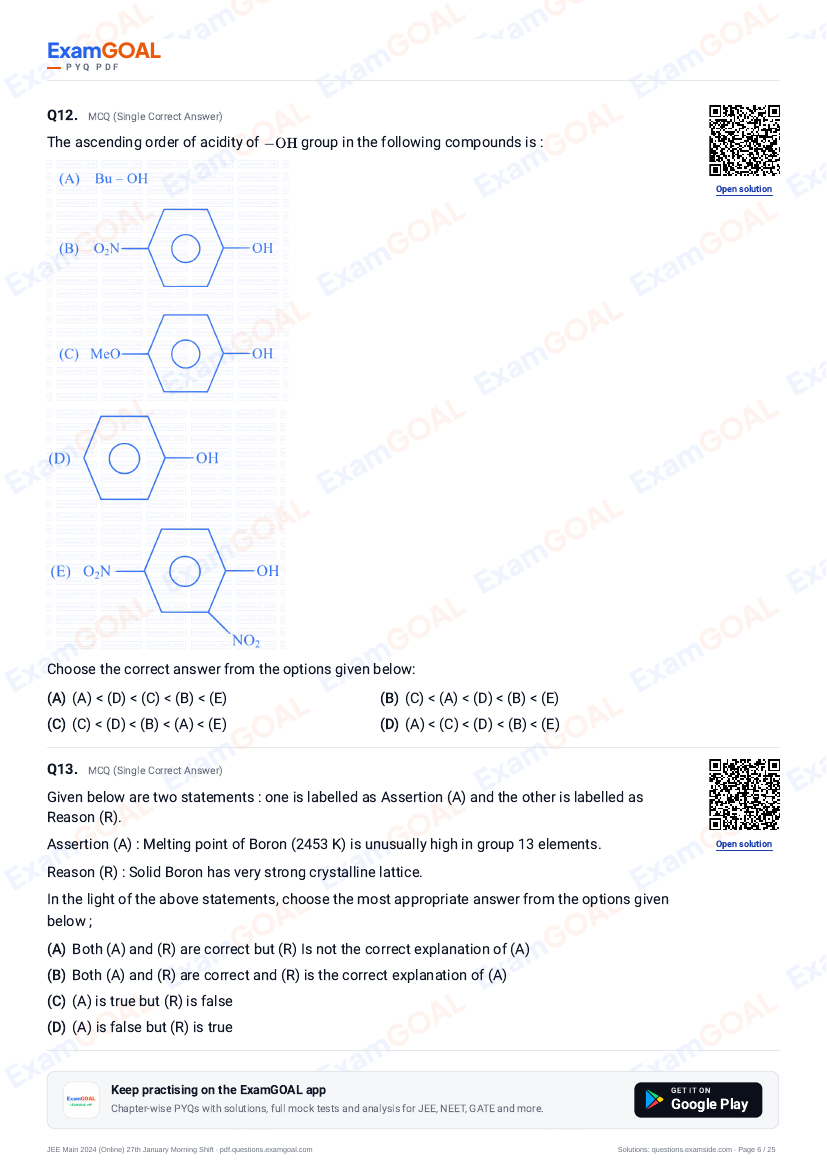 ExamGOAL
PYQ PDF
Q12. MCQ (Single Correct Answer)
The ascending order of acidity of −OH group in the following compounds is :
Open solution
(A) Bu – OH
(B) O₂N OH
(C) MeO OH
(D) OH
(E) O₂N OH
NO₂
Choose the correct answer from the options given below:
(A) (A) < (D) < (C) < (B) < (E)
(B) (C) < (A) < (D) < (B) < (E)
(C) (C) < (D) < (B) < (A) < (E)
(D) (A) < (C) < (D) < (B) < (E)
Q13. MCQ (Single Correct Answer)
Given below are two statements : one is labelled as Assertion (A) and the other is labelled as
Reason (R).
Open solution
Assertion (A) : Melting point of Boron (2453 K) is unusually high in group 13 elements.
Reason (R) : Solid Boron has very strong crystalline lattice.
In the light of the above statements, choose the most appropriate answer from the options given
below ;
(A) Both (A) and (R) are correct but (R) Is not the correct explanation of (A)
(B) Both (A) and (R) are correct and (R) is the correct explanation of (A)
(C) (A) is true but (R) is false
(D) (A) is false but (R) is true
ExamGOAL
Keep practising on the ExamGOAL app
Chapter-wise PYQs with solutions, full mock tests and analysis for JEE, NEET, GATE and more.
GET IT ON
Google Play
JEE Main 2024 (Online) 27th January Morning Shift · pdf.questions.examgoal.com
Solutions: questions.examside.com · Page 6 / 25